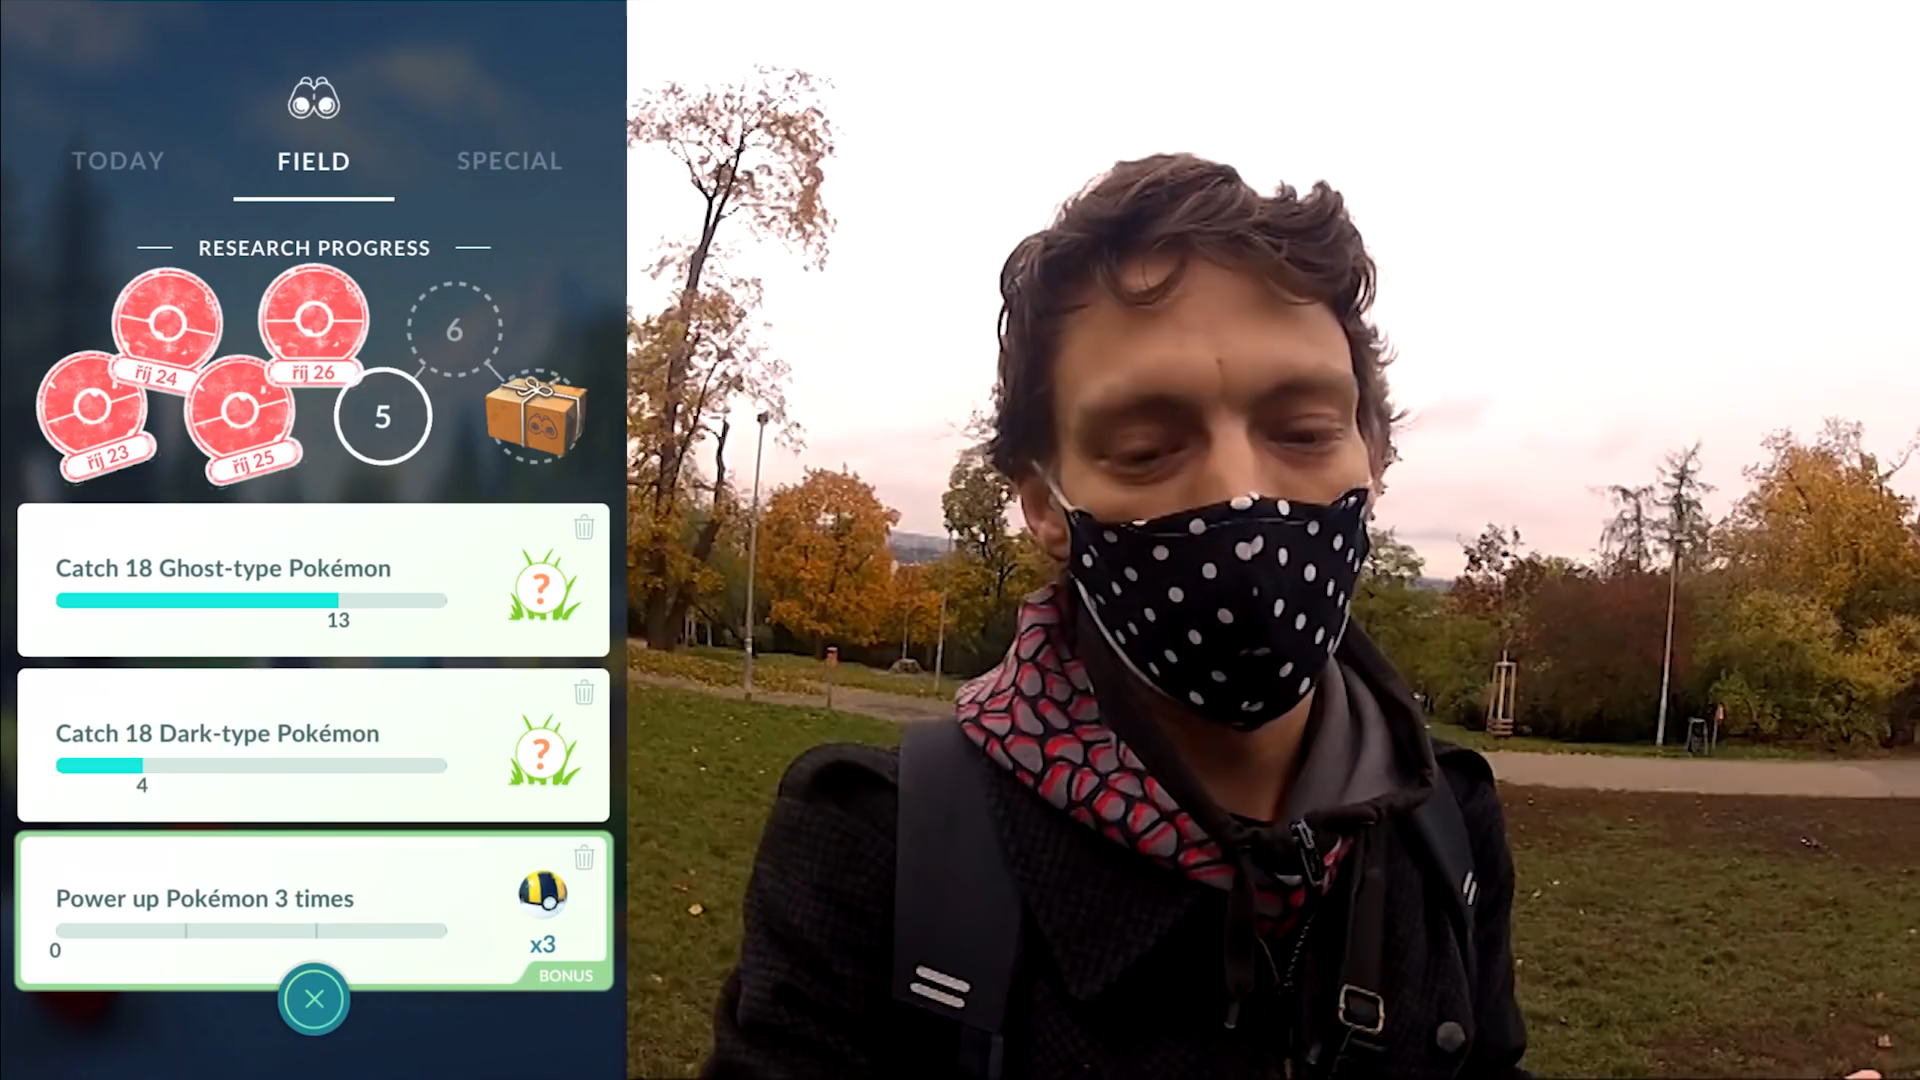 TODAY
FIELD
SPECIAL
RESEARCH PROGRESS
říj 24
říj 26
6
říj 23
říj 25
5
Catch 18 Ghost-type Pokémon
?
13
Catch 18 Dark-type Pokémon
?
4
Power up Pokémon 3 times
0
x3
BONUS